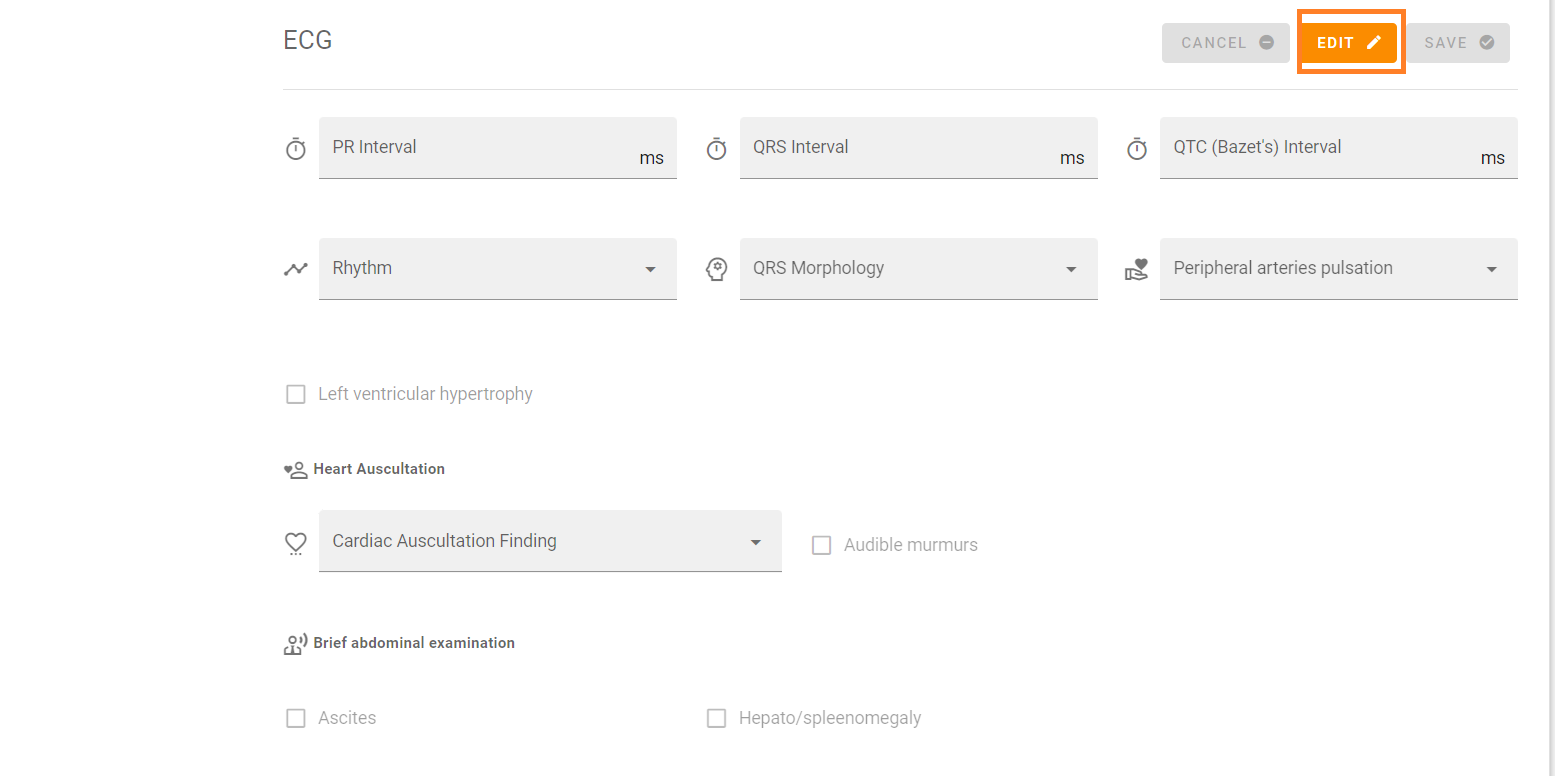 ECG
CANCEL EDIT SAVE
PR Interval ms QRS Interval ms QTC (Bazet's) Interval ms
Rhythm QRS Morphology Peripheral arteries pulsation
Left ventricular hypertrophy
Heart Auscultation
Cardiac Auscultation Finding Audible murmurs
Brief abdominal examination
Ascites Hepato/spleenomegaly